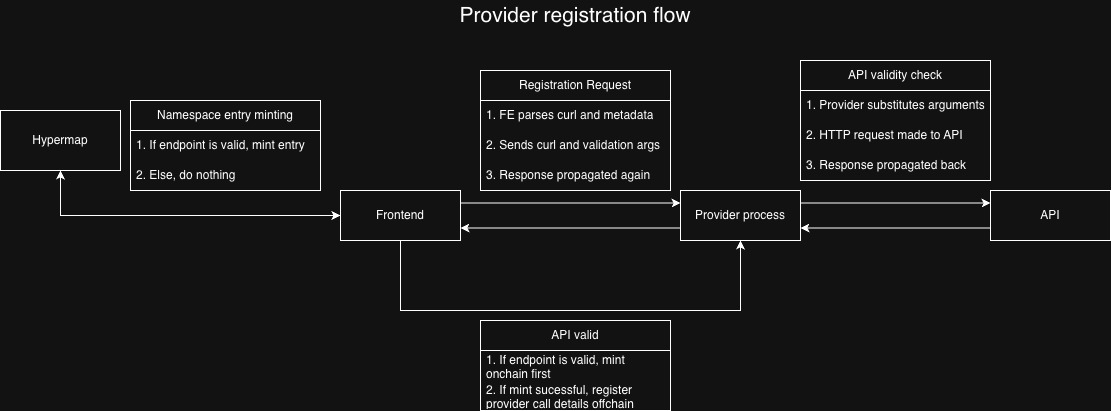 Provider registration flow
Hypermap
Namespace entry minting
1. If endpoint is valid, mint entry
2. Else, do nothing
Registration Request
1. FE parses curl and metadata
2. Sends curl and validation args
3. Response propagated again
API validity check
1. Provider substitutes arguments
2. HTTP request made to API
3. Response propagated back
Frontend
Provider process
API
API valid
1. If endpoint is valid, mint
onchain first
2. If mint sucessful, register
provider call details offchain